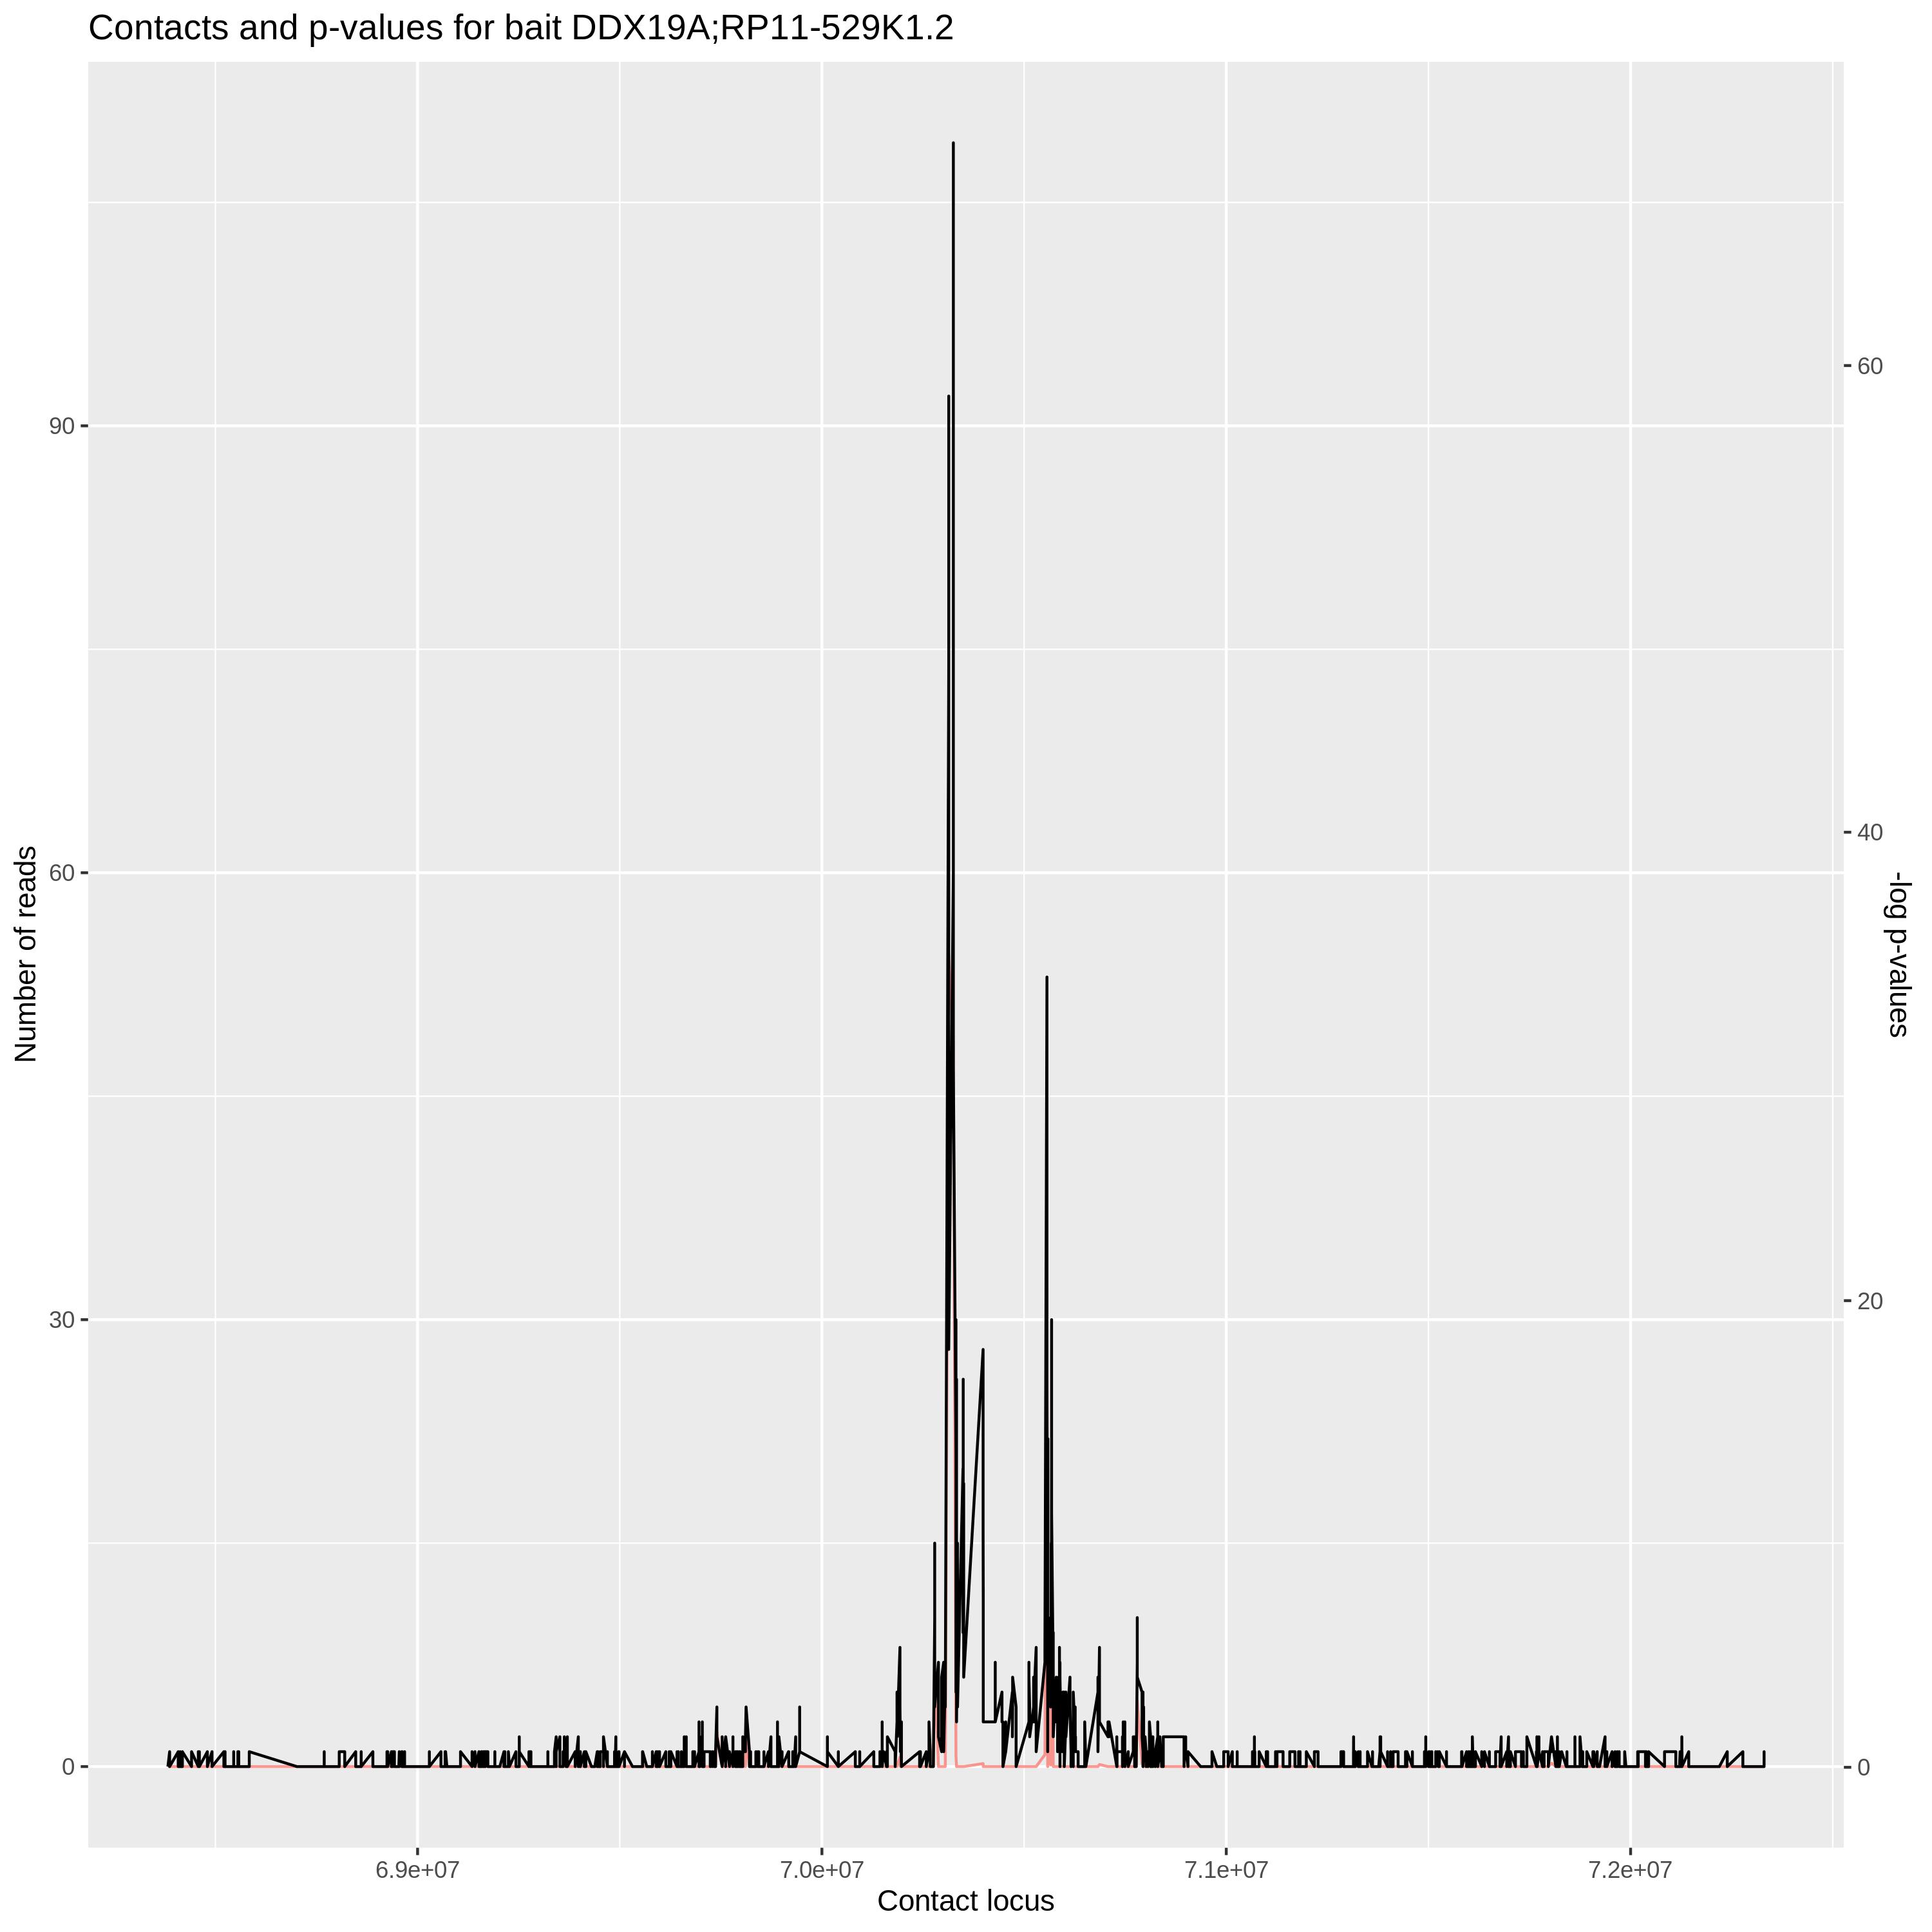 Contacts and p-values for bait DDX19A;RP11-529K1.2
Number of reads
90
60
30
0
60
40
20
0
-log p-values
6.9e+07 7.0e+07 7.1e+07 7.2e+07
Contact locus